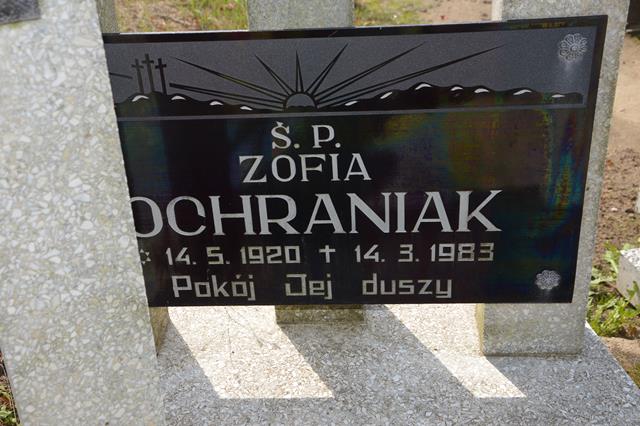 Ś. P.
ZOFIA
OCHRANIAK
* 14. 5. 1920 ✝ 14. 3. 1983
Pokój Jej duszy